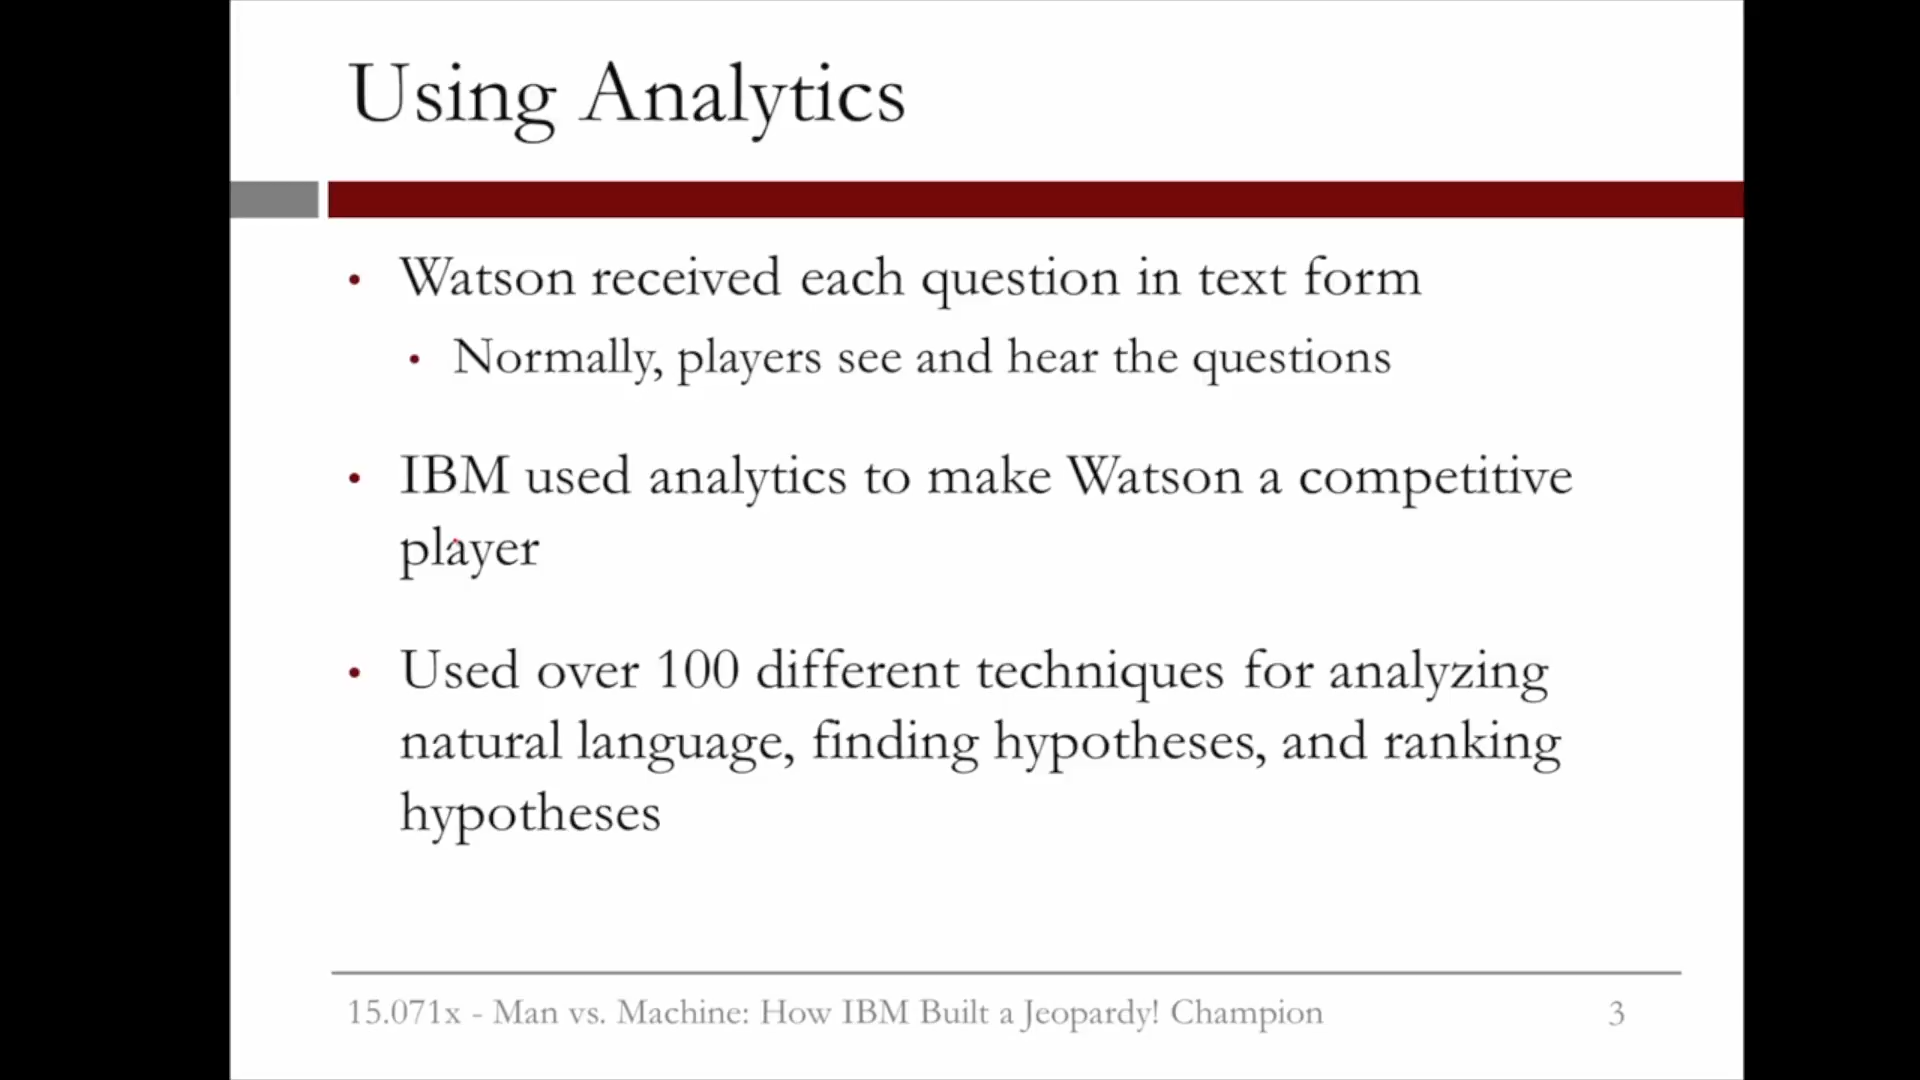 Using Analytics
• Watson received each question in text form
• Normally, players see and hear the questions
• IBM used analytics to make Watson a competitive
player
• Used over 100 different techniques for analyzing
natural language, finding hypotheses, and ranking
hypotheses
15.071x - Man vs. Machine: How IBM Built a Jeopardy! Champion 3